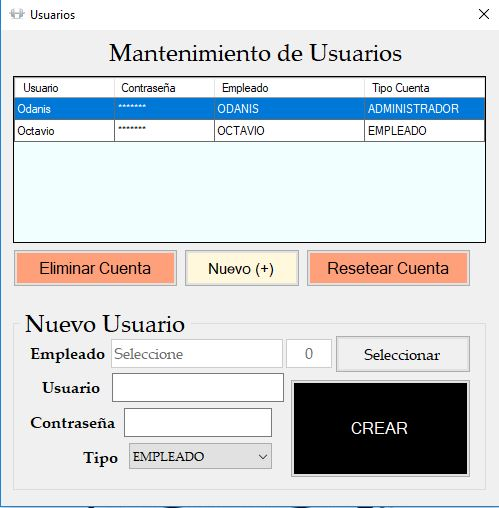 Usuarios
Mantenimiento de Usuarios
Usuario Contraseña Empleado Tipo Cuenta
Odanis ******* ODANIS ADMINISTRADOR
Octavio ******* OCTAVIO EMPLEADO
Eliminar Cuenta Nuevo (+) Resetear Cuenta
Nuevo Usuario
Empleado Seleccione 0 Seleccionar
Usuario
Contraseña CREAR
Tipo EMPLEADO